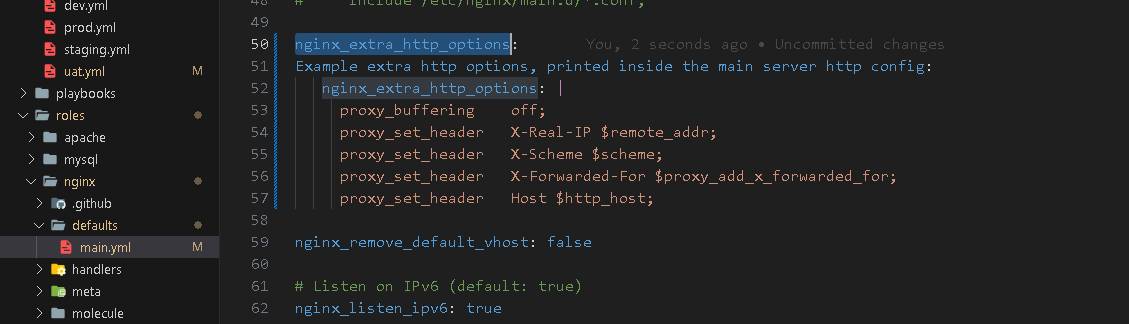 dev.yml
prod.yml
staging.yml
uat.yml M
playbooks
roles
apache
mysql
nginx
.github
defaults
main.yml M
handlers
meta
molecule
48 # include /etc/nginx/main.d/*.conf;
49
50 nginx_extra_http_options: You, 2 seconds ago • Uncommitted changes
51 Example extra http options, printed inside the main server http config:
52 nginx_extra_http_options: |
53 proxy_buffering off;
54 proxy_set_header X-Real-IP $remote_addr;
55 proxy_set_header X-Scheme $scheme;
56 proxy_set_header X-Forwarded-For $proxy_add_x_forwarded_for;
57 proxy_set_header Host $http_host;
58
59 nginx_remove_default_vhost: false
60
61 # Listen on IPv6 (default: true)
62 nginx_listen_ipv6: true